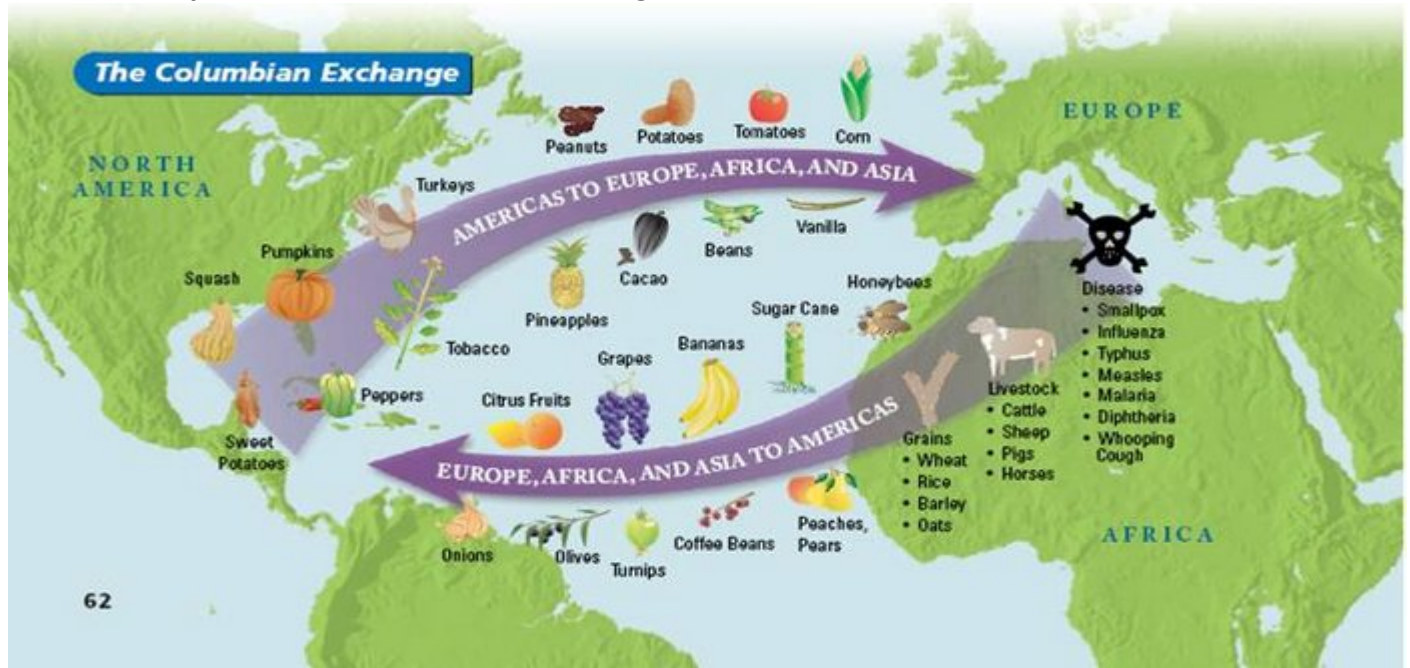 The Columbian Exchange
NORTH
AMERICA
EUROPE
Peanuts
Potatoes
Tomatoes
Corn
AMERICAS TO EUROPE, AFRICA, AND ASIA
Turkeys
Pumpkins
Squash
Tobacco
Peppers
Sweet
Potatoes
Pineapples
Cacao
Beans
Vanilla
Honeybees
Sugar Cane
Bananas
Grapes
Citrus Fruits
EUROPE, AFRICA, AND ASIA TO AMERICAS
Onions
Olives
Turnips
Coffee Beans
Peaches,
Pears
Grains
• Wheat
• Rice
• Barley
• Oats
Livestock
• Cattle
• Sheep
• Pigs
• Horses
Disease
• Smallpox
• Influenza
• Typhus
• Measles
• Malaria
• Diphtheria
• Whooping
Cough
AFRICA
62